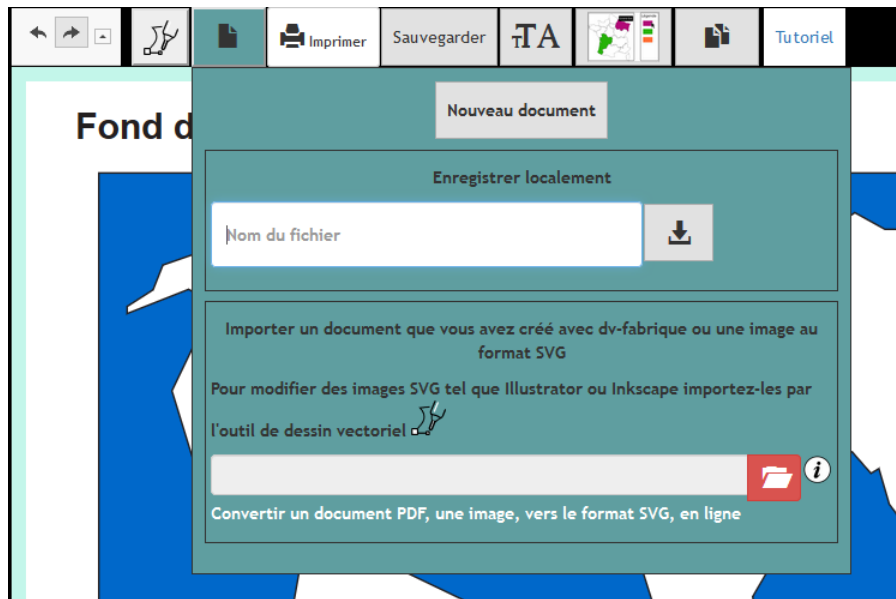 Imprimer
Sauvegarder
TTA
Tutoriel
Fond d
Nouveau document
Enregistrer localement
Nom du fichier
Importer un document que vous avez créé avec dv-fabrique ou une image au
format SVG
Pour modifier des images SVG tel que Illustrator ou Inkscape importez-les par
l'outil de dessin vectoriel
i
Convertir un document PDF, une image, vers le format SVG, en ligne